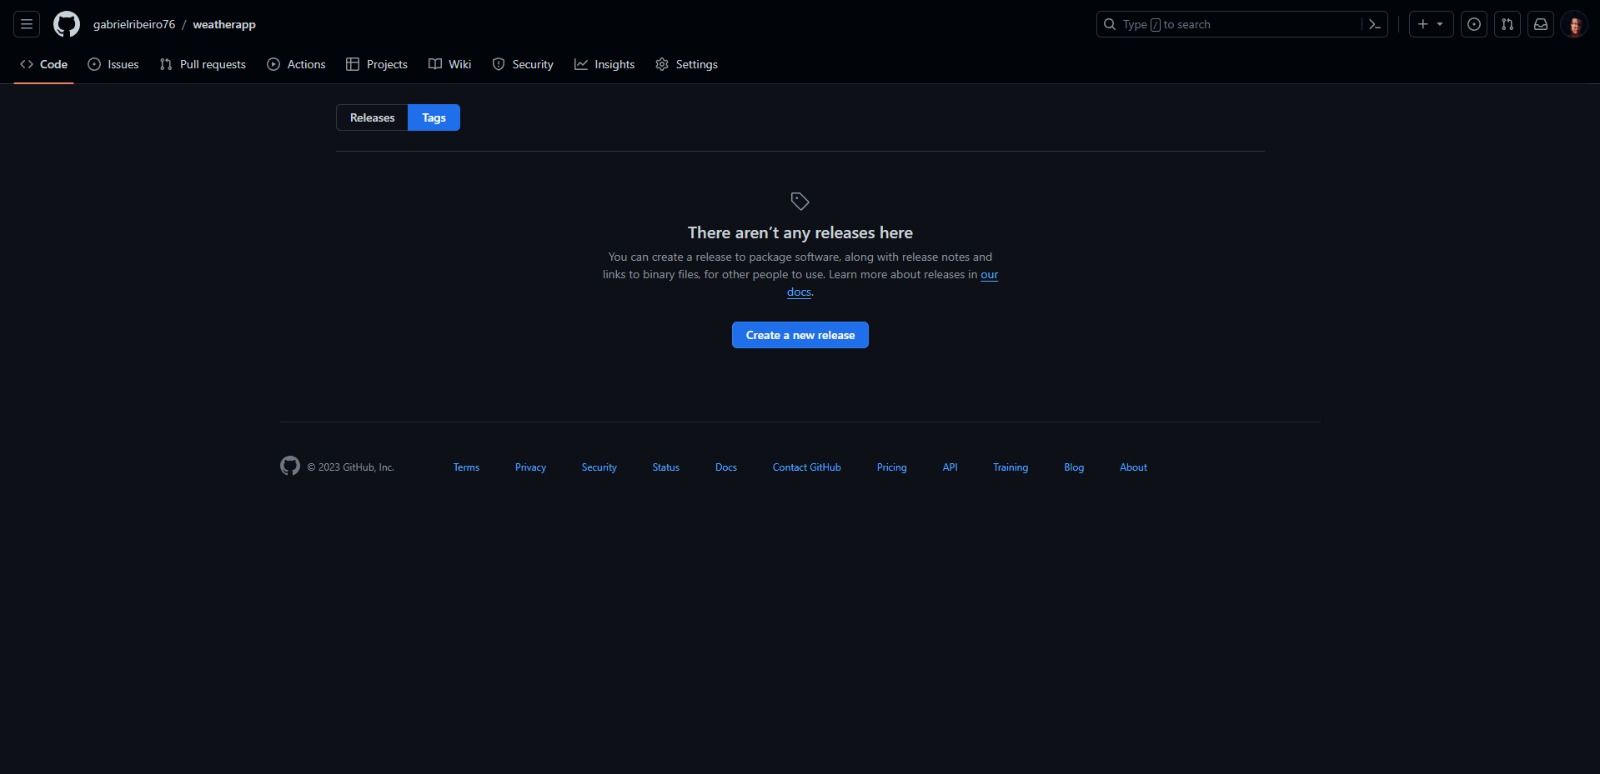 gabrielribeiro76 / weatherapp
Type / to search
Code Issues Pull requests Actions Projects Wiki Security Insights Settings
Releases Tags
There aren't any releases here
You can create a release to package software, along with release notes and
links to binary files, for other people to use. Learn more about releases in our
docs.
Create a new release
© 2023 GitHub, Inc. Terms Privacy Security Status Docs Contact GitHub Pricing API Training Blog About